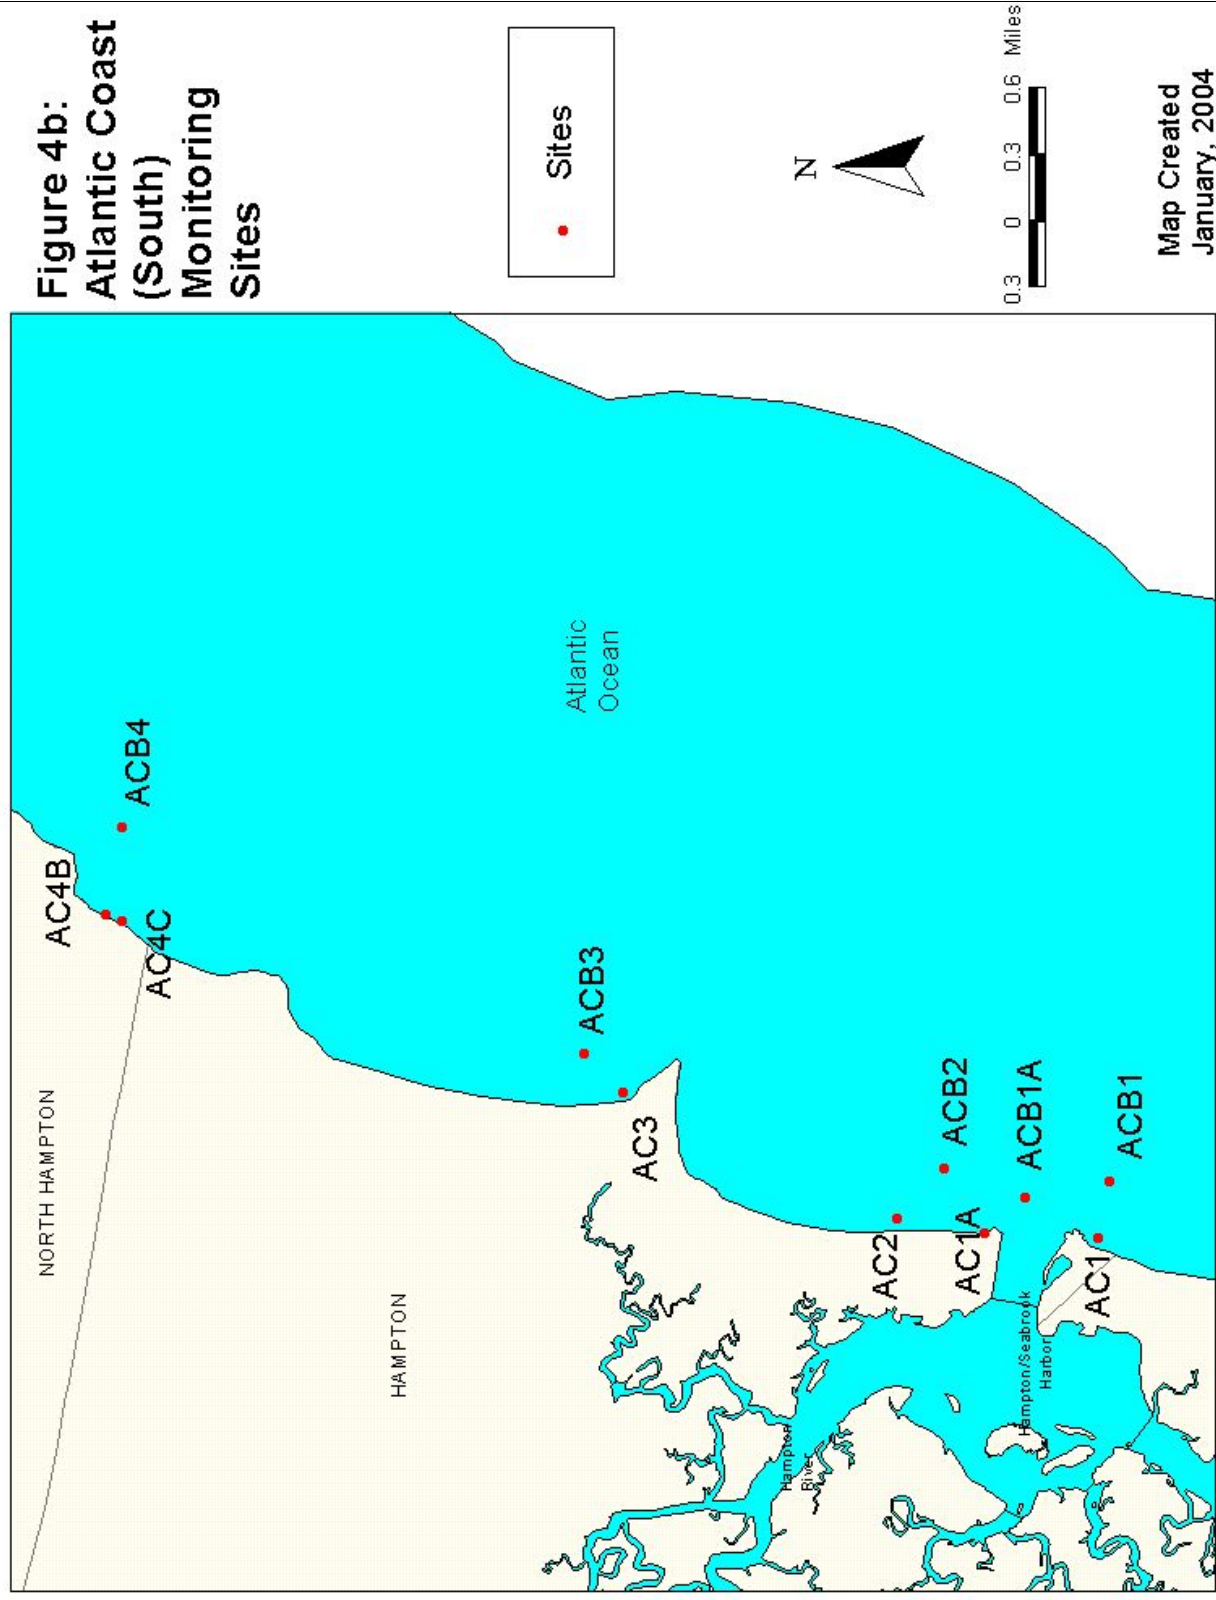 Figure 4b:
Atlantic Coast
(South)
Monitoring
Sites
Sites
N
0.3 0 0.3 0.6 Miles
Map Created
January, 2004
NORTH HAMPTON
AC4B
AC4C
ACB4
HAMPTON
Atlantic
Ocean
ACB3
AC3
ACB2
AC2
AC1A
ACB1A
ACB1
AC1
Hampton
River
Hampton/Seabrook
Harbor